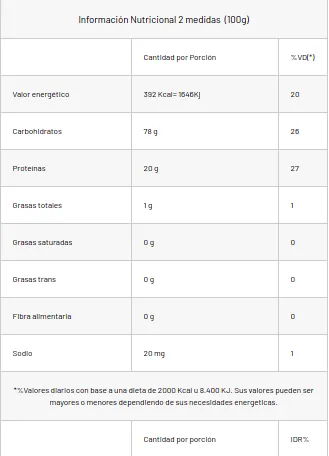 Información Nutricional 2 medidas (100g)
Cantidad por Porción %VD(*)
Valor energético 392 Kcal= 1646Kj 20
Carbohidratos 78 g 26
Proteínas 20 g 27
Grasas totales 1 g 1
Grasas saturadas 0 g 0
Grasas trans 0 g 0
Fibra alimentaria 0 g 0
Sodio 20 mg 1
*%Valores diarios con base a una dieta de 2000 Kcal u 8.400 KJ. Sus valores pueden ser
mayores o menores dependiendo de sus necesidades energéticas.
Cantidad por porción IDR%